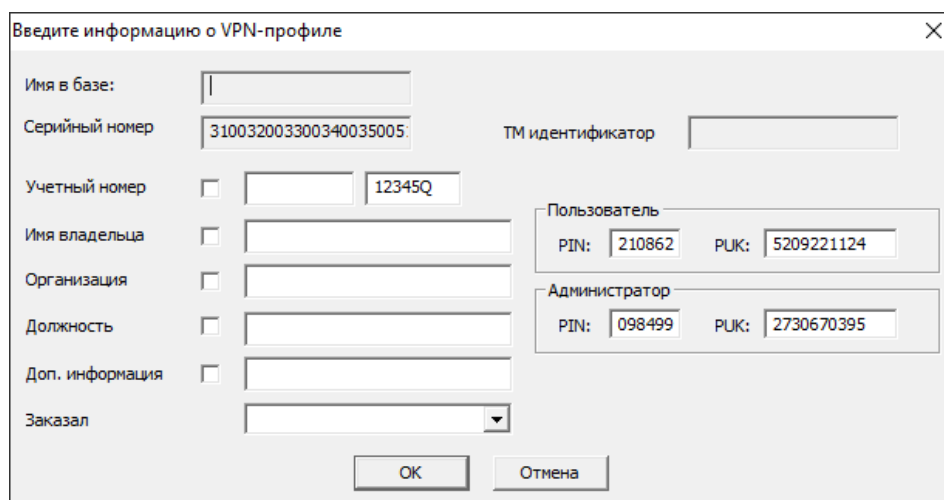 Введите информацию о VPN-профиле
Имя в базе:
Серийный номер 3100320033003400350051 ТМ идентификатор
Учетный номер 12345Q
Имя владельца
Организация
Должность
Доп. информация
Заказал
Пользователь
PIN: 210862 PUK: 5209221124
Администратор
PIN: 098499 PUK: 2730670395
OK Отмена